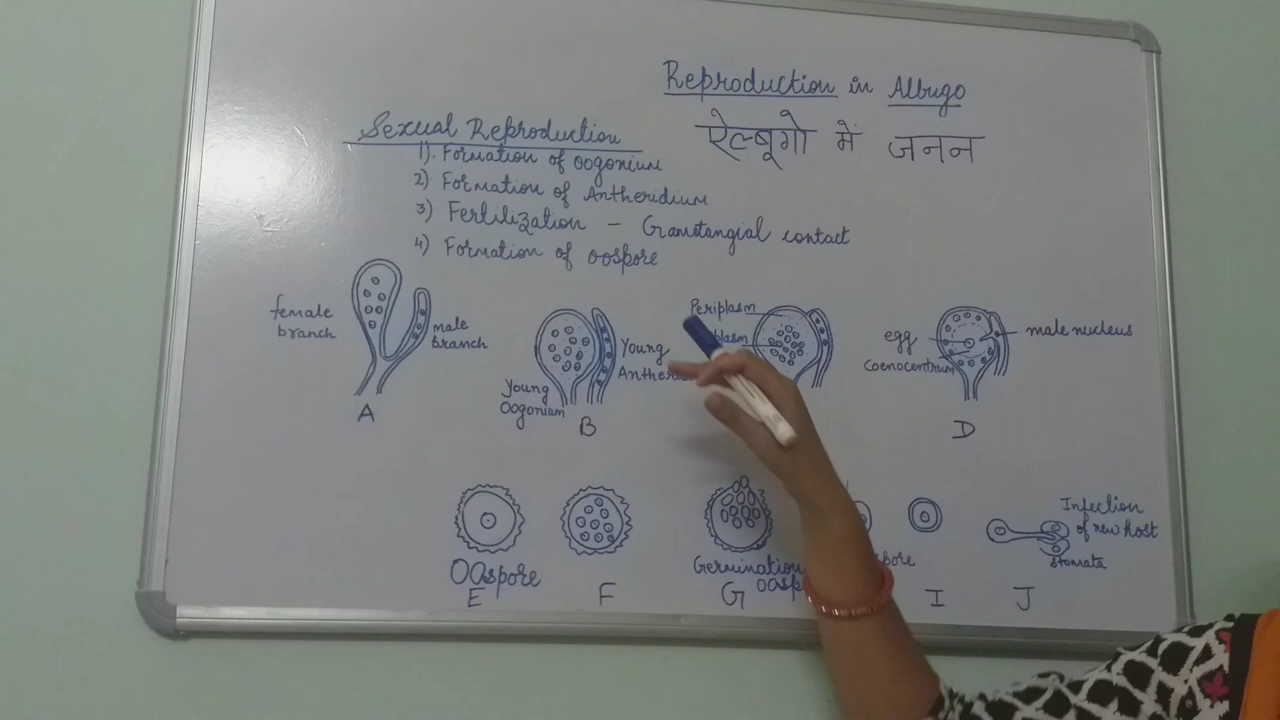 Reproduction in Albugo
ऐल्बूगो में जनन
Sexual Reproduction
1). Formation of oogonium
2) Formation of Antheridium
3) Fertilization - Gametangial contact
4) Formation of oospore
female
branch
male
branch
A
Young
Oogonium
Young
B
Periplasm
egg
Coenocentrum
male nucleus
D
Oospore
E
F
Germination
G
I
Infection
of new host
stomata
J